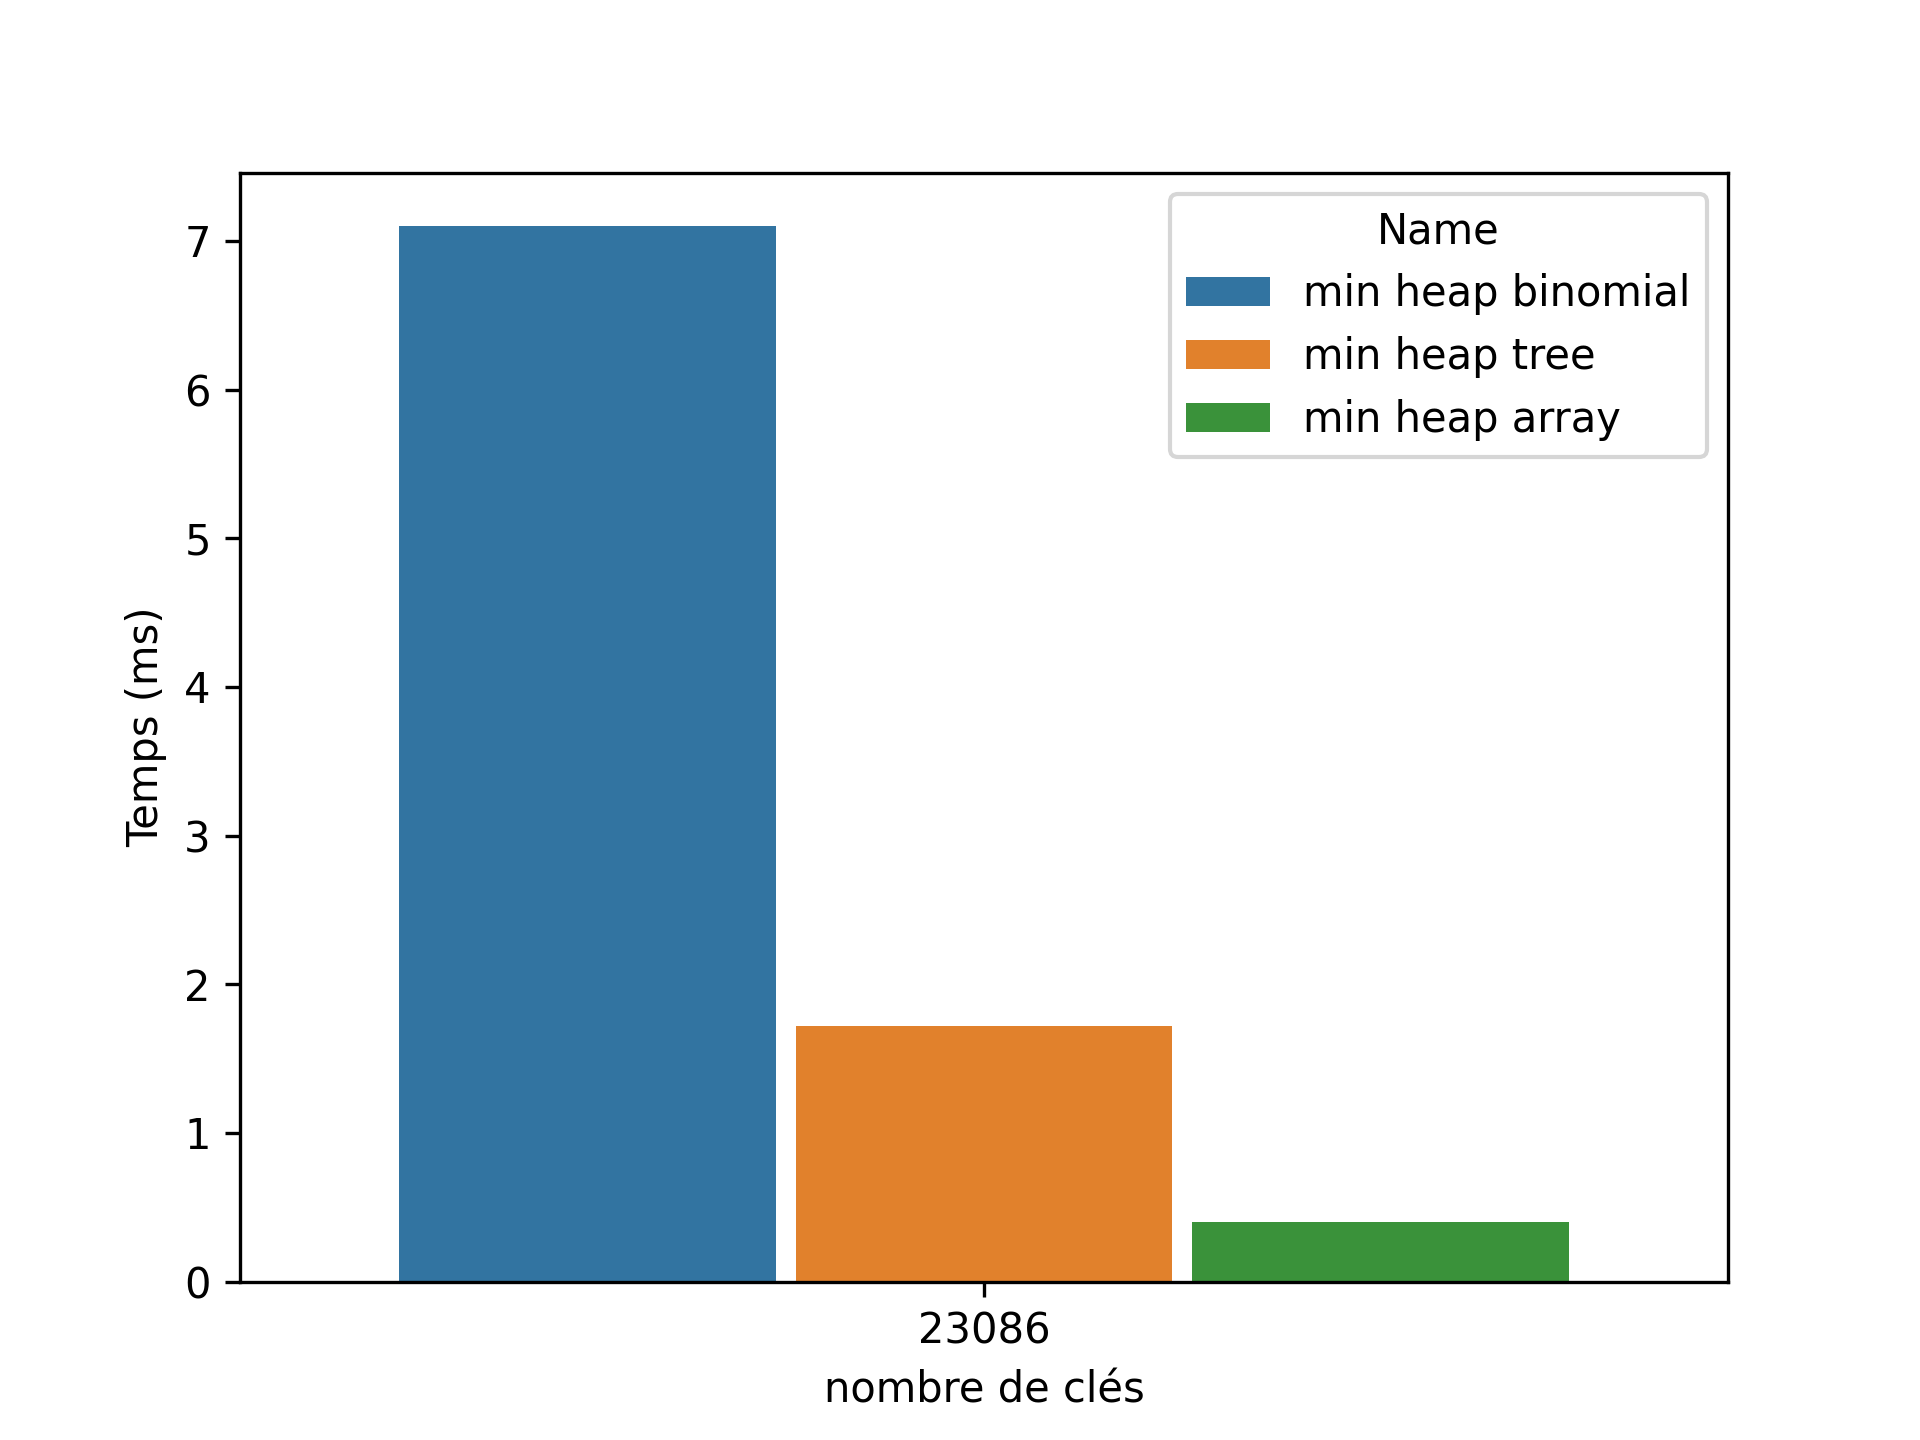 Name
min heap binomial
min heap tree
min heap array
Temps (ms)
7
6
5
4
3
2
1
0
23086
nombre de clés